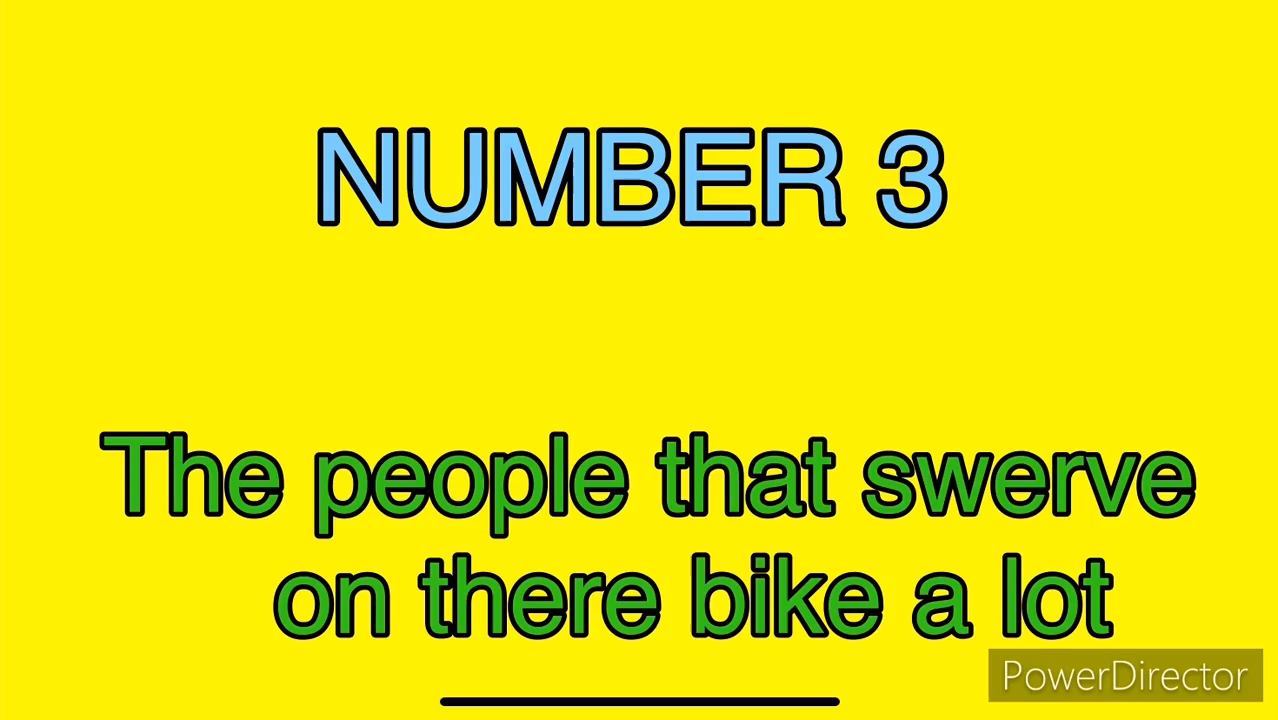 NUMBER 3
The people that swerve
on there bike a lot
PowerDirector